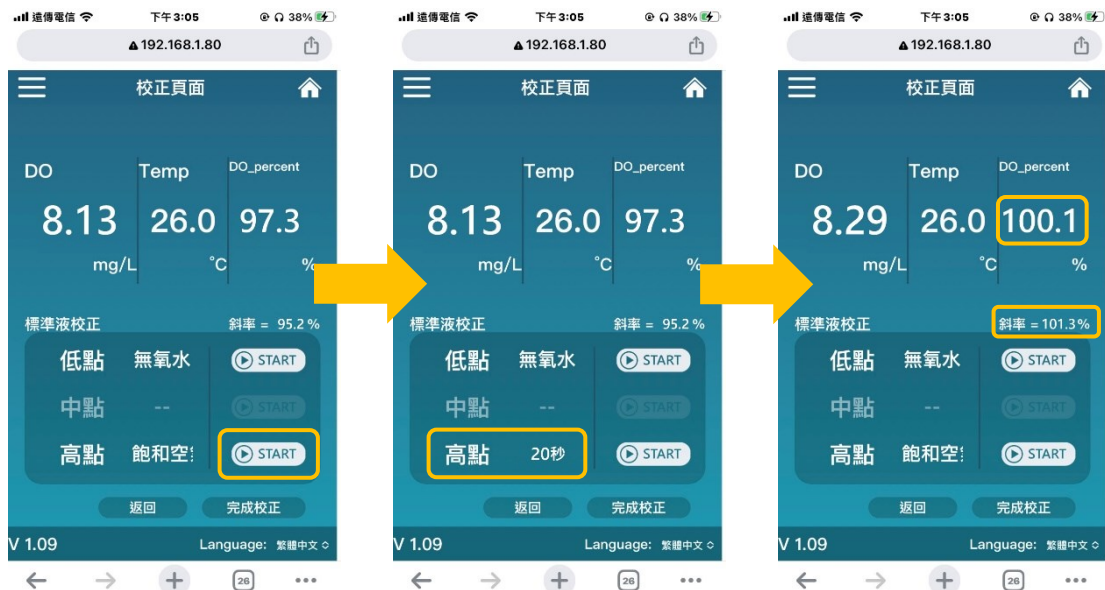 遠傳電信 下午3:05 38%
192.168.1.80
校正頁面
DO Temp DO_percent
8.13 26.0 97.3
mg/L °C %
標準液校正 斜率 = 95.2 %
低點 無氧水 START
中點 -- START
高點 飽和空 START
返回 完成校正
V 1.09 Language: 繁體中文
26
遠傳電信 下午3:05 38%
192.168.1.80
校正頁面
DO Temp DO_percent
8.13 26.0 97.3
mg/L °C %
標準液校正 斜率 = 95.2 %
低點 無氧水 START
中點 -- START
高點 20秒 START
返回 完成校正
V 1.09 Language: 繁體中文
26
遠傳電信 下午3:05 38%
192.168.1.80
校正頁面
DO Temp DO_percent
8.29 26.0 100.1
mg/L °C %
標準液校正 斜率 = 101.3 %
低點 無氧水 START
中點 -- START
高點 飽和空 START
返回 完成校正
V 1.09 Language: 繁體中文
26